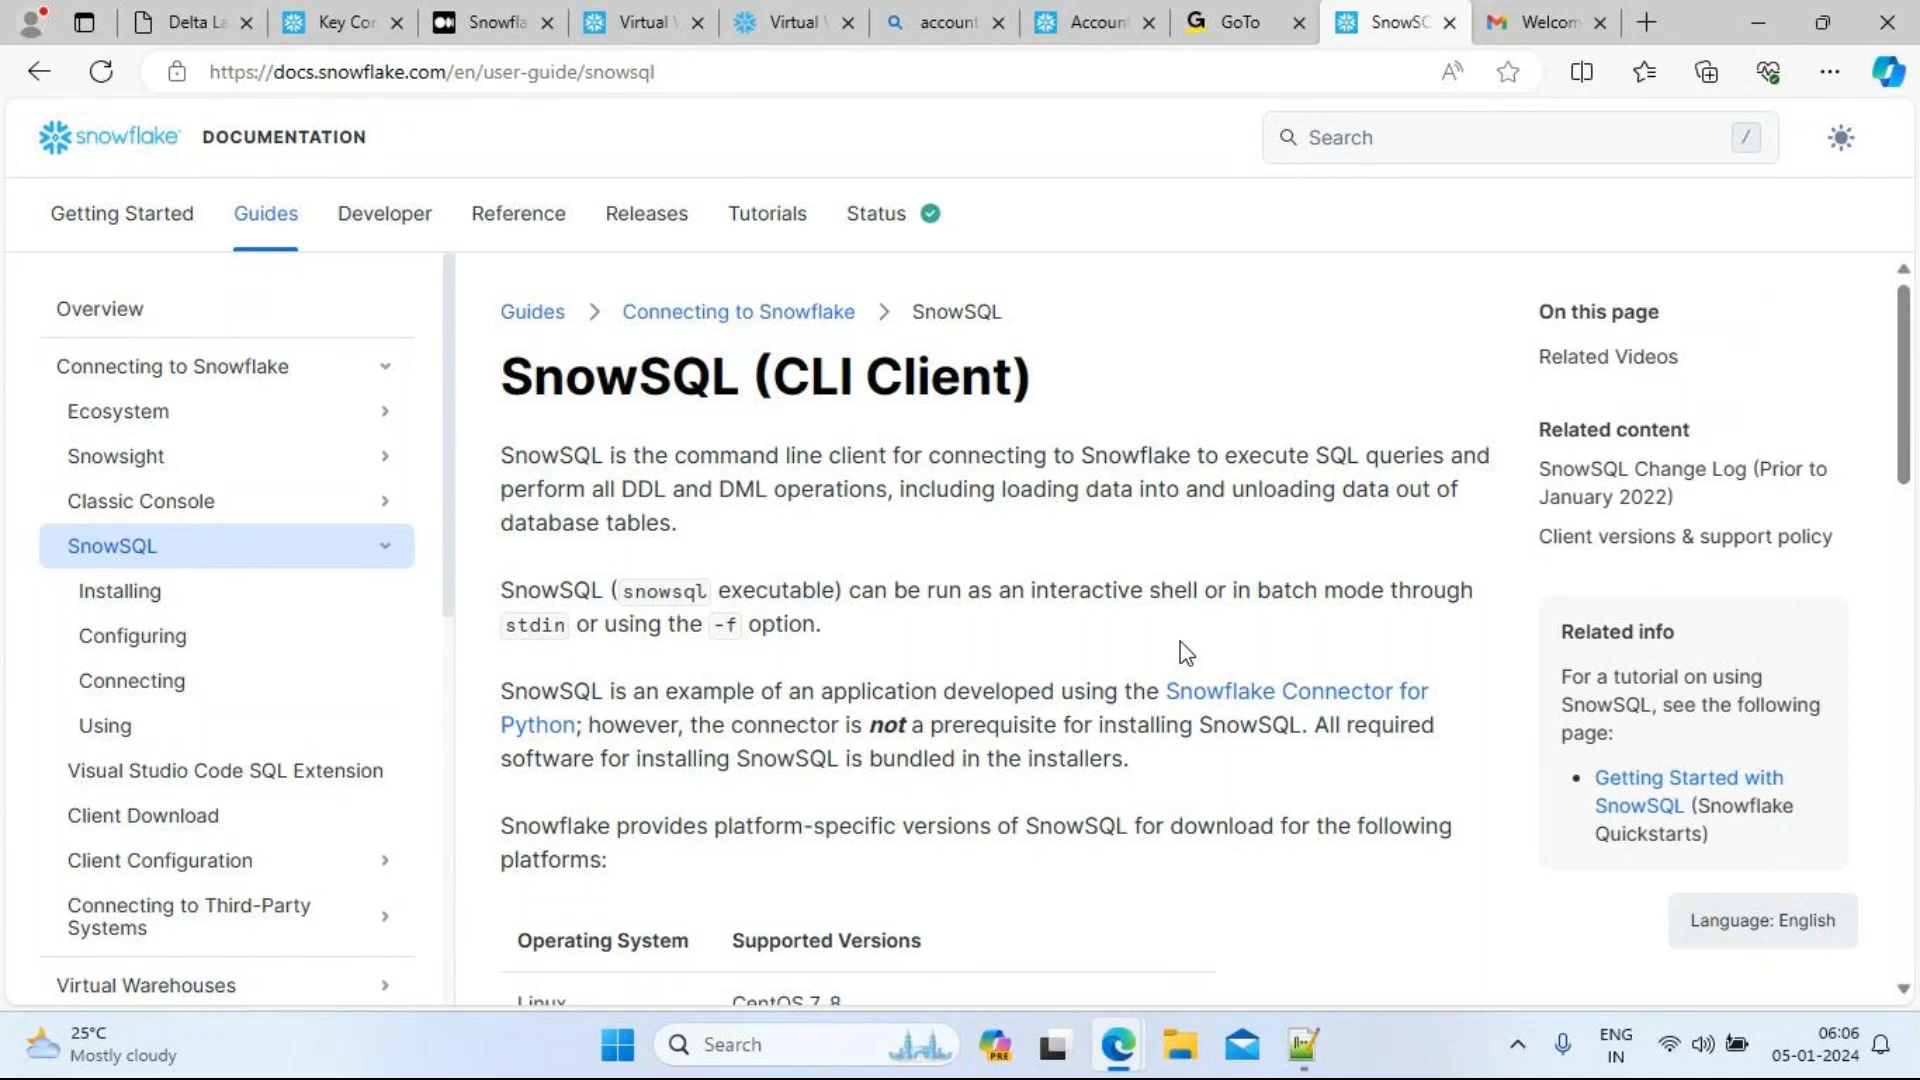 Delta La
Key Con
Snowfla
Virtual V
Virtual V
account
Account
GoTo
SnowSC
Welcom
https://docs.snowflake.com/en/user-guide/snowsql
snowflake DOCUMENTATION
Search /
Getting Started Guides Developer Reference Releases Tutorials Status
Overview
Connecting to Snowflake
Ecosystem
Snowsight
Classic Console
SnowSQL
Installing
Configuring
Connecting
Using
Visual Studio Code SQL Extension
Client Download
Client Configuration
Connecting to Third-Party
Systems
Virtual Warehouses
Guides > Connecting to Snowflake > SnowSQL
SnowSQL (CLI Client)
SnowSQL is the command line client for connecting to Snowflake to execute SQL queries and
perform all DDL and DML operations, including loading data into and unloading data out of
database tables.
SnowSQL (snowsql executable) can be run as an interactive shell or in batch mode through
stdin or using the -f option.
SnowSQL is an example of an application developed using the Snowflake Connector for
Python; however, the connector is not a prerequisite for installing SnowSQL. All required
software for installing SnowSQL is bundled in the installers.
Snowflake provides platform-specific versions of SnowSQL for download for the following
platforms:
Operating System Supported Versions
Linux CentOS 7, 8
On this page
Related Videos
Related content
SnowSQL Change Log (Prior to
January 2022)
Client versions & support policy
Related info
For a tutorial on using
SnowSQL, see the following
page:
• Getting Started with
SnowSQL (Snowflake
Quickstarts)
Language: English
25°C
Mostly cloudy
Search
PRE
ENG
IN
06:06
05-01-2024